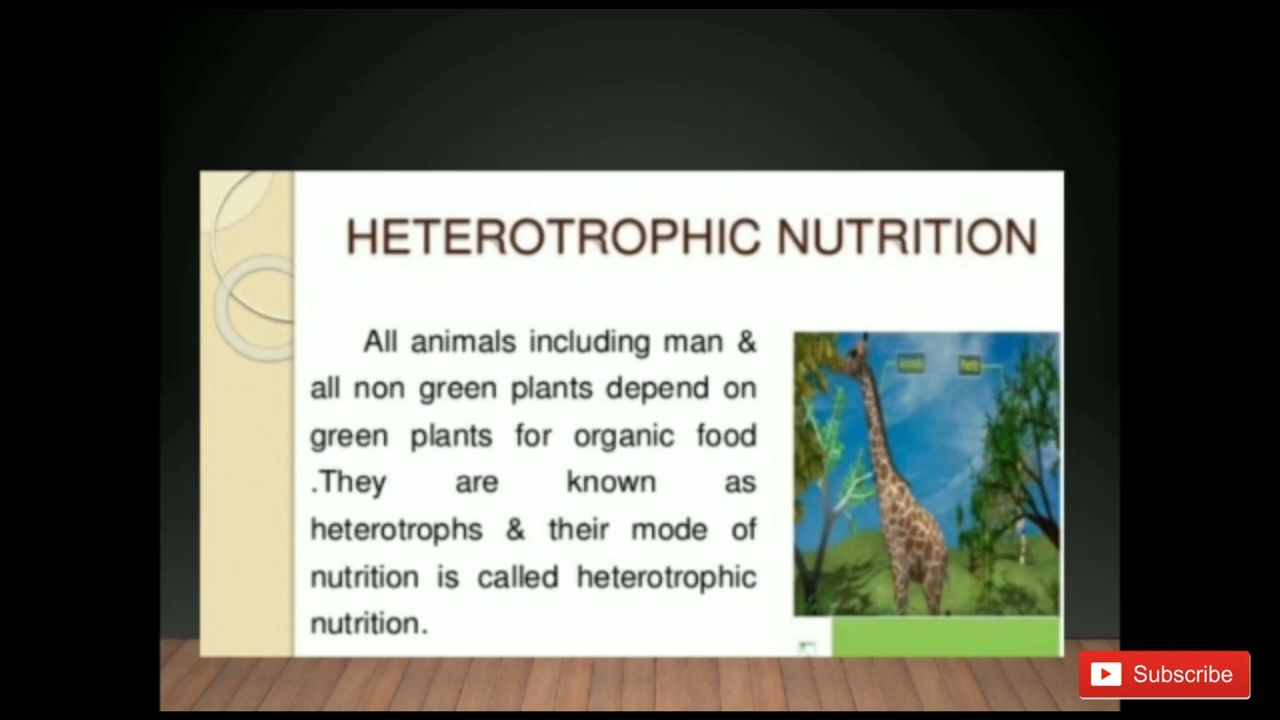 HETEROTROPHIC NUTRITION
All animals including man &
all non green plants depend on
green plants for organic food
.They are known as
heterotrophs & their mode of
nutrition is called heterotrophic
nutrition.
Subscribe